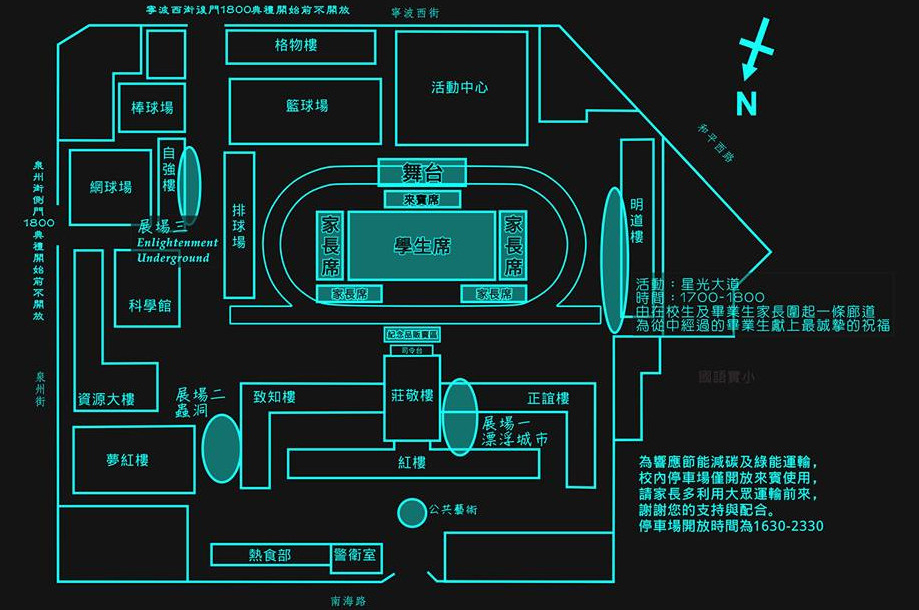 寧波西街後門1800典禮開始前不開放
寧波西街
格物樓
活動中心
棒球場
籃球場
N
和平西路
泉州街側門1800典禮開始前不開放
網球場
自強樓
展場三
Enlightenment
Underground
排球場
舞台
來賓席
家長席
學生席
家長席
家長席
家長席
明道樓
活動：星光大道
時間：1700-1800
由在校生及畢業生家長圍起一條廊道
為從中經過的畢業生獻上最誠摯的祝福
科學館
紀念品販賣區
司令台
國語實小
泉州街
資源大樓
展場二
蟲洞
致知樓
莊敬樓
正誼樓
展場一
漂浮城市
夢紅樓
紅樓
公共藝術
為響應節能減碳及綠能運輸，
校內停車場僅開放來賓使用，
請家長多利用大眾運輸前來，
謝謝您的支持與配合。
停車場開放時間為1630-2330
熱食部
警衛室
南海路